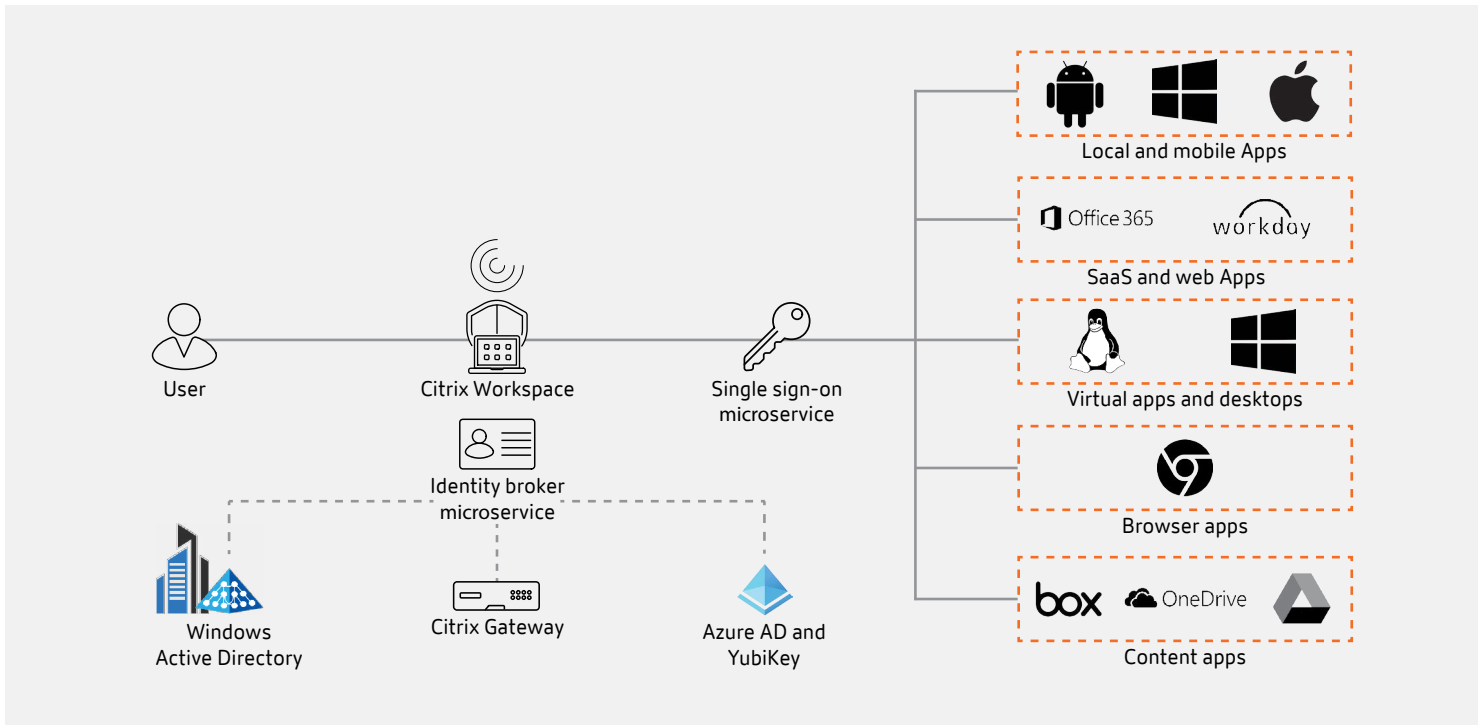 Local and mobile Apps
Office 365
workday
SaaS and web Apps
User
Citrix Workspace
Single sign-on
microservice
Virtual apps and desktops
Identity broker
microservice
Browser apps
Windows
Active Directory
Citrix Gateway
Azure AD and
YubiKey
box
OneDrive
Content apps